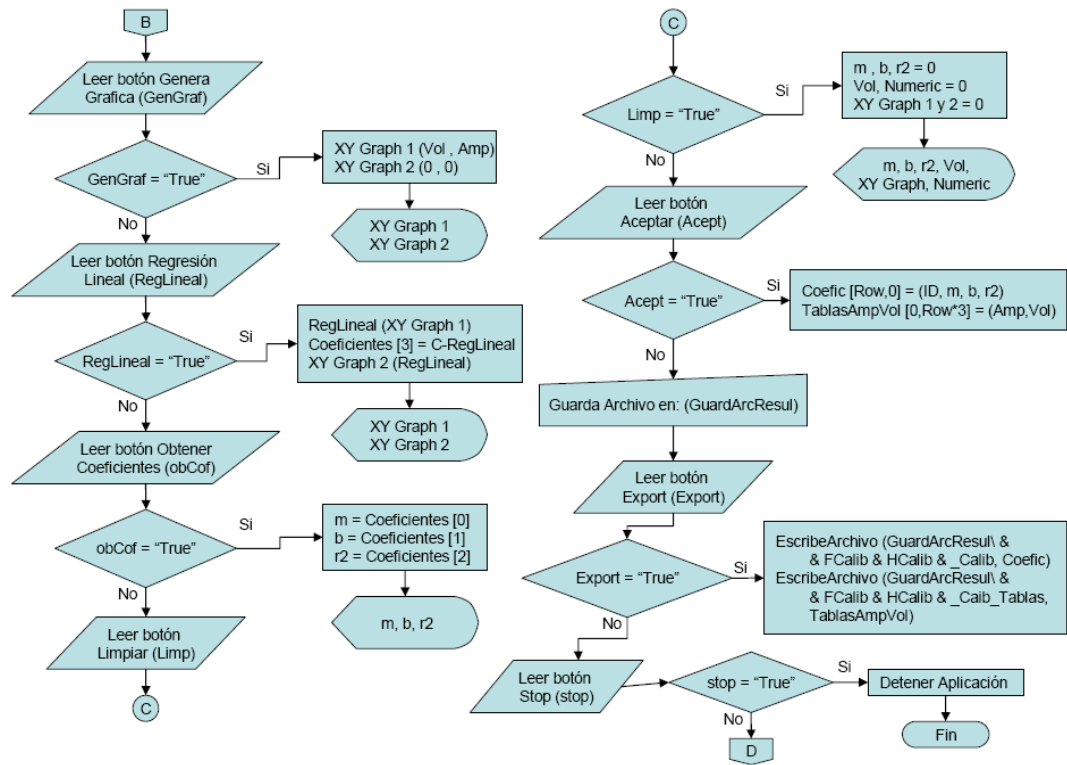 B
Leer botón Genera
Grafica (GenGraf)
GenGraf = “True”
Si
XY Graph 1 (Vol , Amp)
XY Graph 2 (0 , 0)
XY Graph 1
XY Graph 2
No
Leer botón Regresión
Lineal (RegLineal)
RegLineal = “True”
Si
RegLineal (XY Graph 1)
Coeficientes [3] = C-RegLineal
XY Graph 2 (RegLineal)
XY Graph 1
XY Graph 2
No
Leer botón Obtener
Coeficientes (obCof)
obCof = “True”
Si
m = Coeficientes [0]
b = Coeficientes [1]
r2 = Coeficientes [2]
m, b, r2
No
Leer botón
Limpiar (Limp)
C
C
Limp = “True”
Si
m , b, r2 = 0
Vol, Numeric = 0
XY Graph 1 y 2 = 0
m, b, r2, Vol,
XY Graph, Numeric
No
Leer botón
Aceptar (Acept)
Acept = “True”
Si
Coefic [Row,0] = (ID, m, b, r2)
TablasAmpVol [0,Row*3] = (Amp,Vol)
No
Guarda Archivo en: (GuardArcResul)
Leer botón
Export (Export)
Export = “True”
Si
EscribeArchivo (GuardArcResul\ &
& FCalib & HCalib & _Calib, Coefic)
EscribeArchivo (GuardArcResul\ &
& FCalib & HCalib & _Caib_Tablas,
TablasAmpVol)
No
Leer botón
Stop (stop)
stop = “True”
Si
Detener Aplicación
Fin
No
D